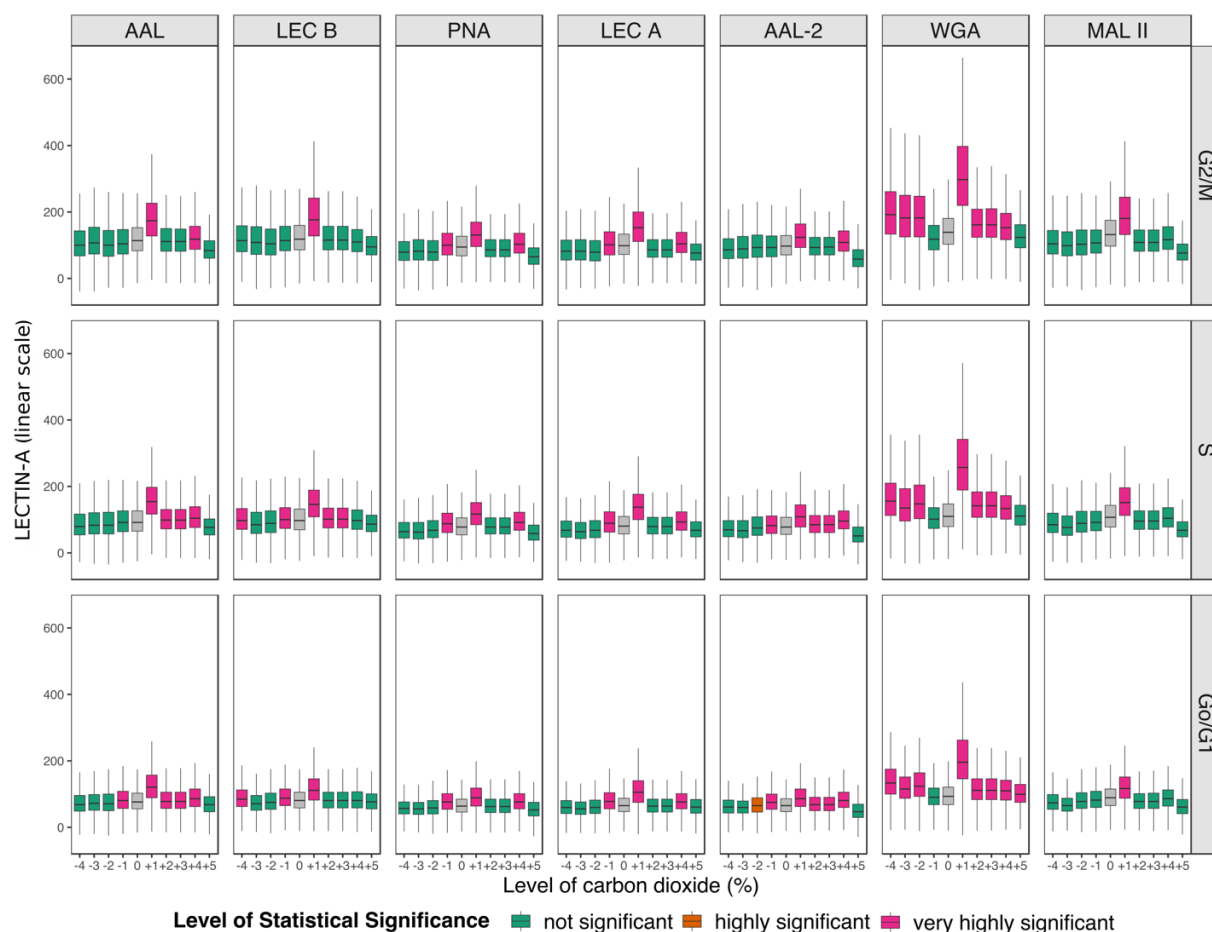 AAL LEC B PNA LEC A AAL-2 WGA MAL II
600
400
200
0
G2/M
600
400
200
0
S
600
400
200
0
Go/G1
LECTIN-A (linear scale)
-4 -3 -2 -1 0 +1 +2 +3 +4 +5 -4 -3 -2 -1 0 +1 +2 +3 +4 +5 -4 -3 -2 -1 0 +1 +2 +3 +4 +5 -4 -3 -2 -1 0 +1 +2 +3 +4 +5 -4 -3 -2 -1 0 +1 +2 +3 +4 +5 -4 -3 -2 -1 0 +1 +2 +3 +4 +5 -4 -3 -2 -1 0 +1 +2 +3 +4 +5
Level of carbon dioxide (%)
Level of Statistical Significance not significant highly significant very highly significant